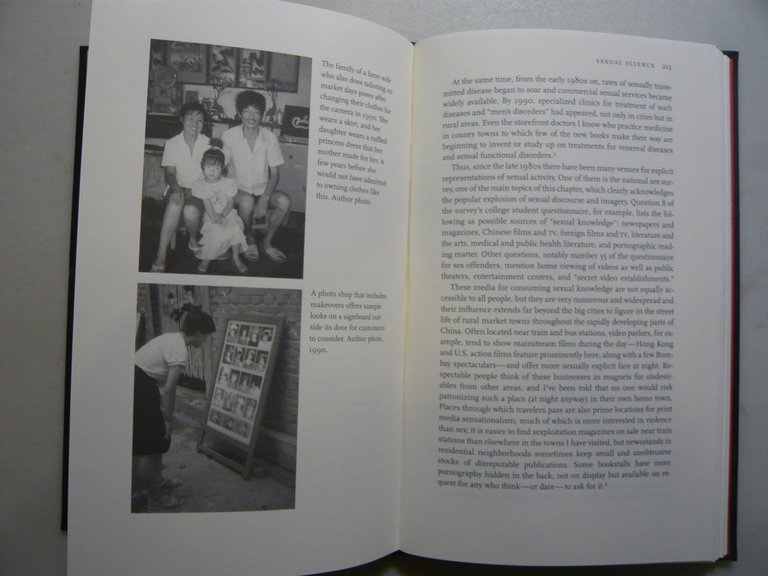 The family of a farm wife
who also does tailoring on
market days poses after
changing their clothes for
the camera in 1990. She
wears a skirt, and her
daughter wears a ruffled
princess dress that her
mother made for her. A
few years before she
would not have admitted
to owning clothes like
this. Author photo.
A photo shop that includes
makeovers offers sample
looks on a signboard out-
side its door for customers
to consider. Author photo.
1990.
SEXUAL SCIENCE 215
At the same time, from the early 1980s on, rates of sexually trans-
mitted disease began to soar and commercial sexual services became
widely available. By 1990, specialized clinics for treatment of such
diseases and “men’s disorders” had appeared, not only in cities but in
rural areas. Even the storefront doctors I know who practice medicine
in county towns to which few of the new books make their way are
beginning to invest or study up on treatments for venereal diseases
and sexual functional disorders.²
Thus, since the late 1980s there have been many venues for explicit
representations of sexual activity. One of them is the national sex sur-
vey, one of the main topics of this chapter, which clearly acknowledges
the popular explosion of sexual discourse and imagery. Question 8 of
the survey’s college student questionnaire, for example, lists the fol-
lowing as possible sources of “sexual knowledge”: newspapers and
magazines, Chinese films and TV, foreign films and TV, literature and
the arts, medical and public health literature, and pornographic read-
ing matter. Other questions, notably number 33 of the questionnaire
for sex offenders, mention home viewing of videos as well as public
theaters, entertainment centers, and “secret video establishments.”
These media for consuming sexual knowledge are not equally ac-
cessible to all people, but they are very numerous and widespread and
their influence extends far beyond the big cities to figure in the street
life of rural market towns throughout the rapidly developing parts of
China. Often located near train and bus stations, video parlors, for ex-
ample, tend to show mainstream films during the day—Hong Kong
and U.S. action films feature prominently here, along with a few Bom-
bay spectaculars—and offer more sexually explicit fare at night. Re-
spectable people think of these businesses as magnets for undesir-
ables from other areas, and I’ve been told that no one would risk
patronizing such a place (at night anyway) in their own home town.
Places through which travelers pass are also prime locations for print
media sensationalism, much of which is more interested in violence
than sex; it is easier to find sexploitation magazines on sale near train
stations than elsewhere in the towns I have visited, but newsstands in
residential neighborhoods sometimes keep small and unobtrusive
stocks of disreputable publications. Some bookstalls have more
pornography hidden in the back, not on display but available on re-
quest for any who think—or dare—to ask for it.³